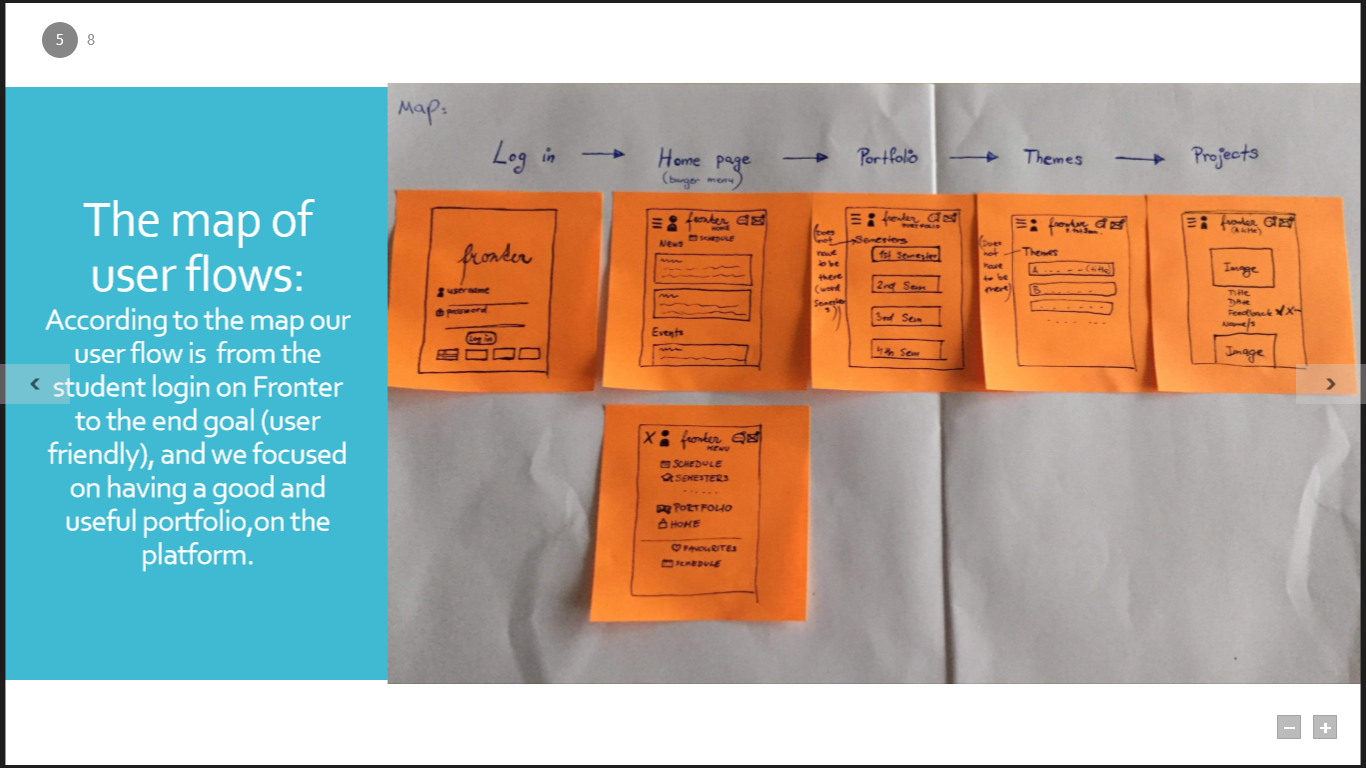 5 8
The map of
user flows:
According to the map our
user flow is from the
student login on Fronter
to the end goal (user
friendly), and we focused
on having a good and
useful portfolio,on the
platform.
Map:
Log in → Home page → Portfolio → Themes → Projects
(burger menu)
fronter
username
password
Log in
fronter
HOME
SCHEDULE
News
Events
fronter
PORTFOLIO
(Does
not
have
to be
there
(word
Semesters
1st Semester
2nd Sem
3rd Sem
4th Sem
fronter
(Does
not
have
to be
there)
Themes
A (title)
B
fronter
(A title)
Image
Title
Date
Feedback
Name/s
Image
X fronter
MENU
SCHEDULE
SEMESTERS
PORTFOLIO
HOME
FAVOURITES
SCHEDULE